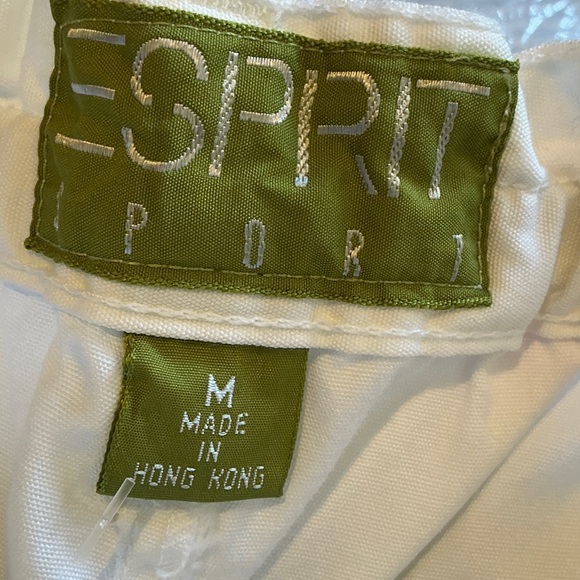 ESPRIT
SPORT
M
MADE
IN
HONG KONG